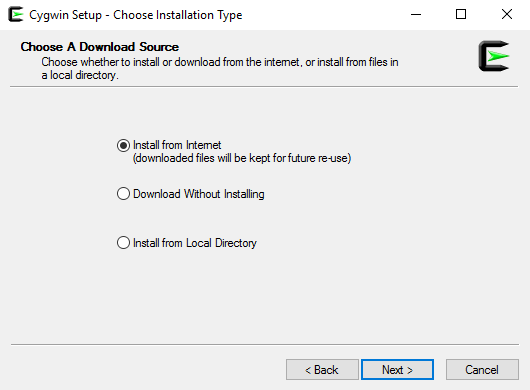 Cygwin Setup - Choose Installation Type
Choose A Download Source
Choose whether to install or download from the internet, or install from files in
a local directory.
Install from Internet
(downloaded files will be kept for future re-use)
Download Without Installing
Install from Local Directory
< Back
Next >
Cancel